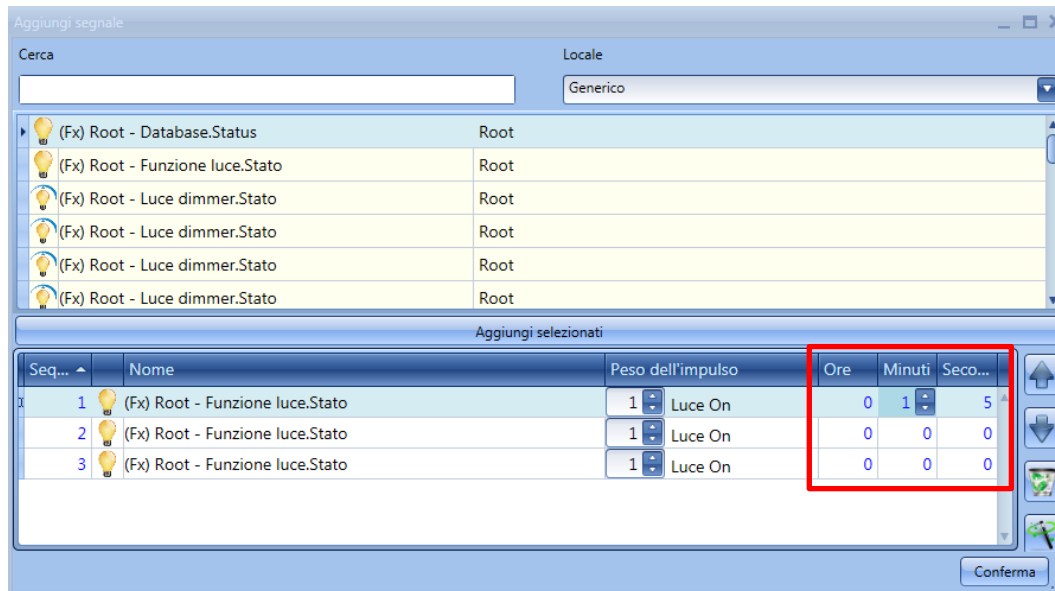 Aggiungi segnale
Cerca Locale
Generico
(Fx) Root - Database.Status Root
(Fx) Root - Funzione luce.Stato Root
(Fx) Root - Luce dimmer.Stato Root
(Fx) Root - Luce dimmer.Stato Root
(Fx) Root - Luce dimmer.Stato Root
(Fx) Root - Luce dimmer.Stato Root
Aggiungi selezionati
Seq... Nome Peso dell'impulso Ore Minuti Seco...
1 (Fx) Root - Funzione luce.Stato 1 Luce On 0 1 5
2 (Fx) Root - Funzione luce.Stato 1 Luce On 0 0 0
3 (Fx) Root - Funzione luce.Stato 1 Luce On 0 0 0
Conferma